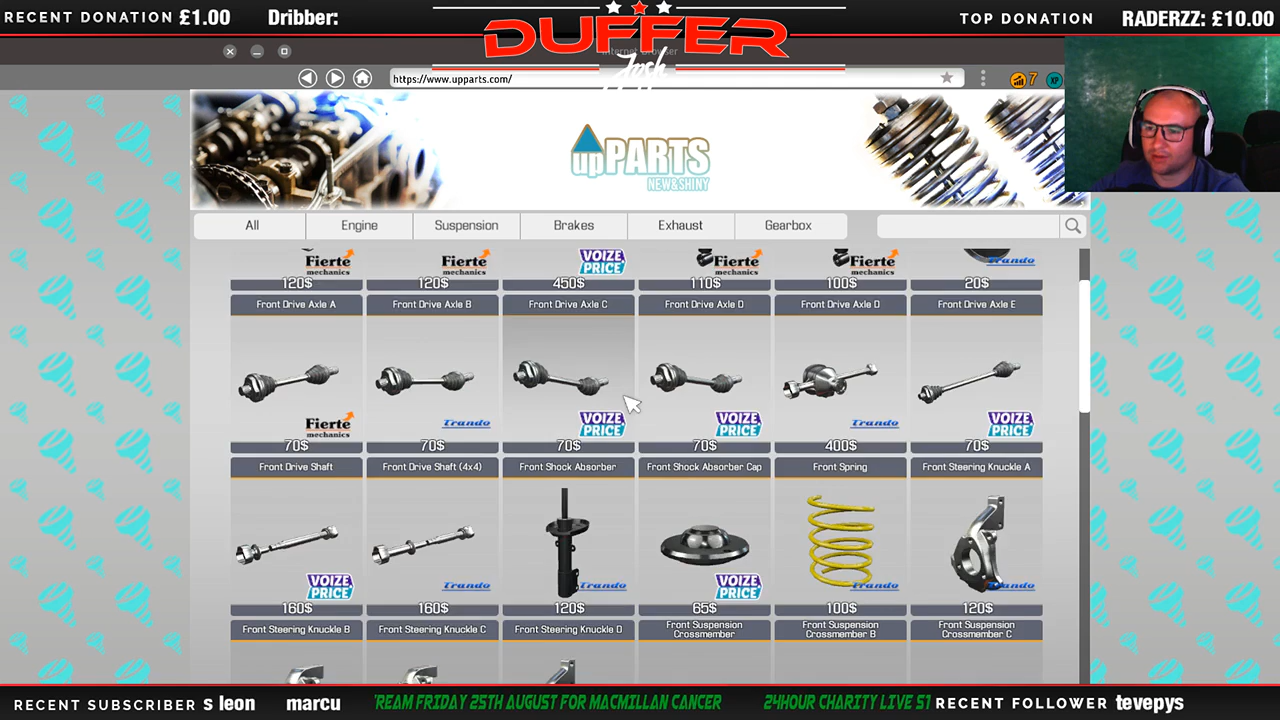 RECENT DONATION £1.00 Dribber:
DUFFER
Josh
TOP DONATION RADERZZ: £10.00
https://www.upparts.com/
7 XP
upPARTS
NEW&SHINY
All Engine Suspension Brakes Exhaust Gearbox
Fierte mechanics Fierte mechanics VOIZE PRICE Fierte mechanics Fierte mechanics Trando
120$ 120$ 450$ 110$ 100$ 20$
Front Drive Axle A Front Drive Axle B Front Drive Axle C Front Drive Axle D Front Drive Axle D Front Drive Axle E
Fierte mechanics Trando VOIZE PRICE VOIZE PRICE Trando VOIZE PRICE
70$ 70$ 70$ 70$ 400$ 70$
Front Drive Shaft Front Drive Shaft (4x4) Front Shock Absorber Front Shock Absorber Cap Front Spring Front Steering Knuckle A
VOIZE PRICE Trando Trando VOIZE PRICE Trando Trando
160$ 160$ 120$ 65$ 100$ 120$
Front Steering Knuckle B Front Steering Knuckle C Front Steering Knuckle D Front Suspension Crossmember Front Suspension Crossmember B Front Suspension Crossmember C
RECENT SUBSCRIBER s leon marcu 'REAM FRIDAY 25TH AUGUST FOR MACMILLAN CANCER 24HOUR CHARITY LIVE ST RECENT FOLLOWER tevepys